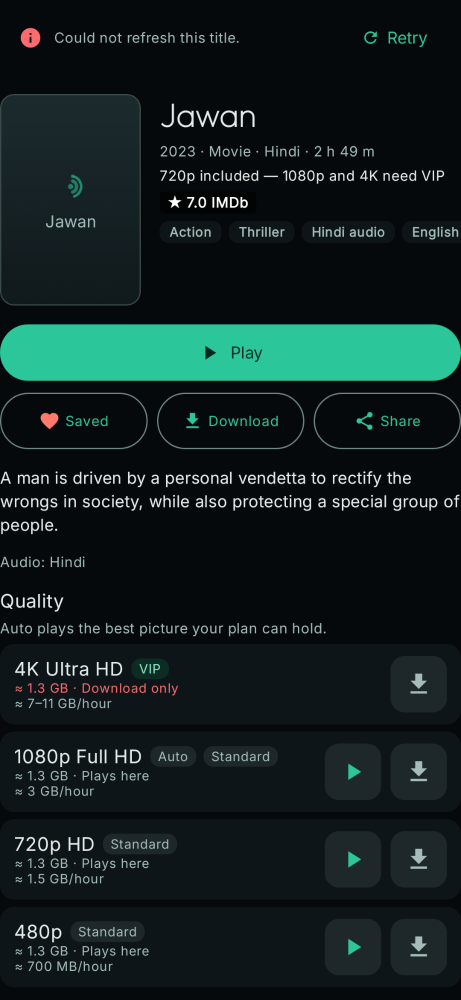 Could not refresh this title.
Retry
Jawan
Jawan
2023 · Movie · Hindi · 2 h 49 m
720p included — 1080p and 4K need VIP
★ 7.0 IMDb
Action
Thriller
Hindi audio
English
Play
Saved
Download
Share
A man is driven by a personal vendetta to rectify the
wrongs in society, while also protecting a special group of
people.
Audio: Hindi
Quality
Auto plays the best picture your plan can hold.
4K Ultra HD VIP
≈ 1.3 GB · Download only
≈ 7–11 GB/hour
1080p Full HD Auto Standard
≈ 1.3 GB · Plays here
≈ 3 GB/hour
720p HD Standard
≈ 1.3 GB · Plays here
≈ 1.5 GB/hour
480p Standard
≈ 1.3 GB · Plays here
≈ 700 MB/hour